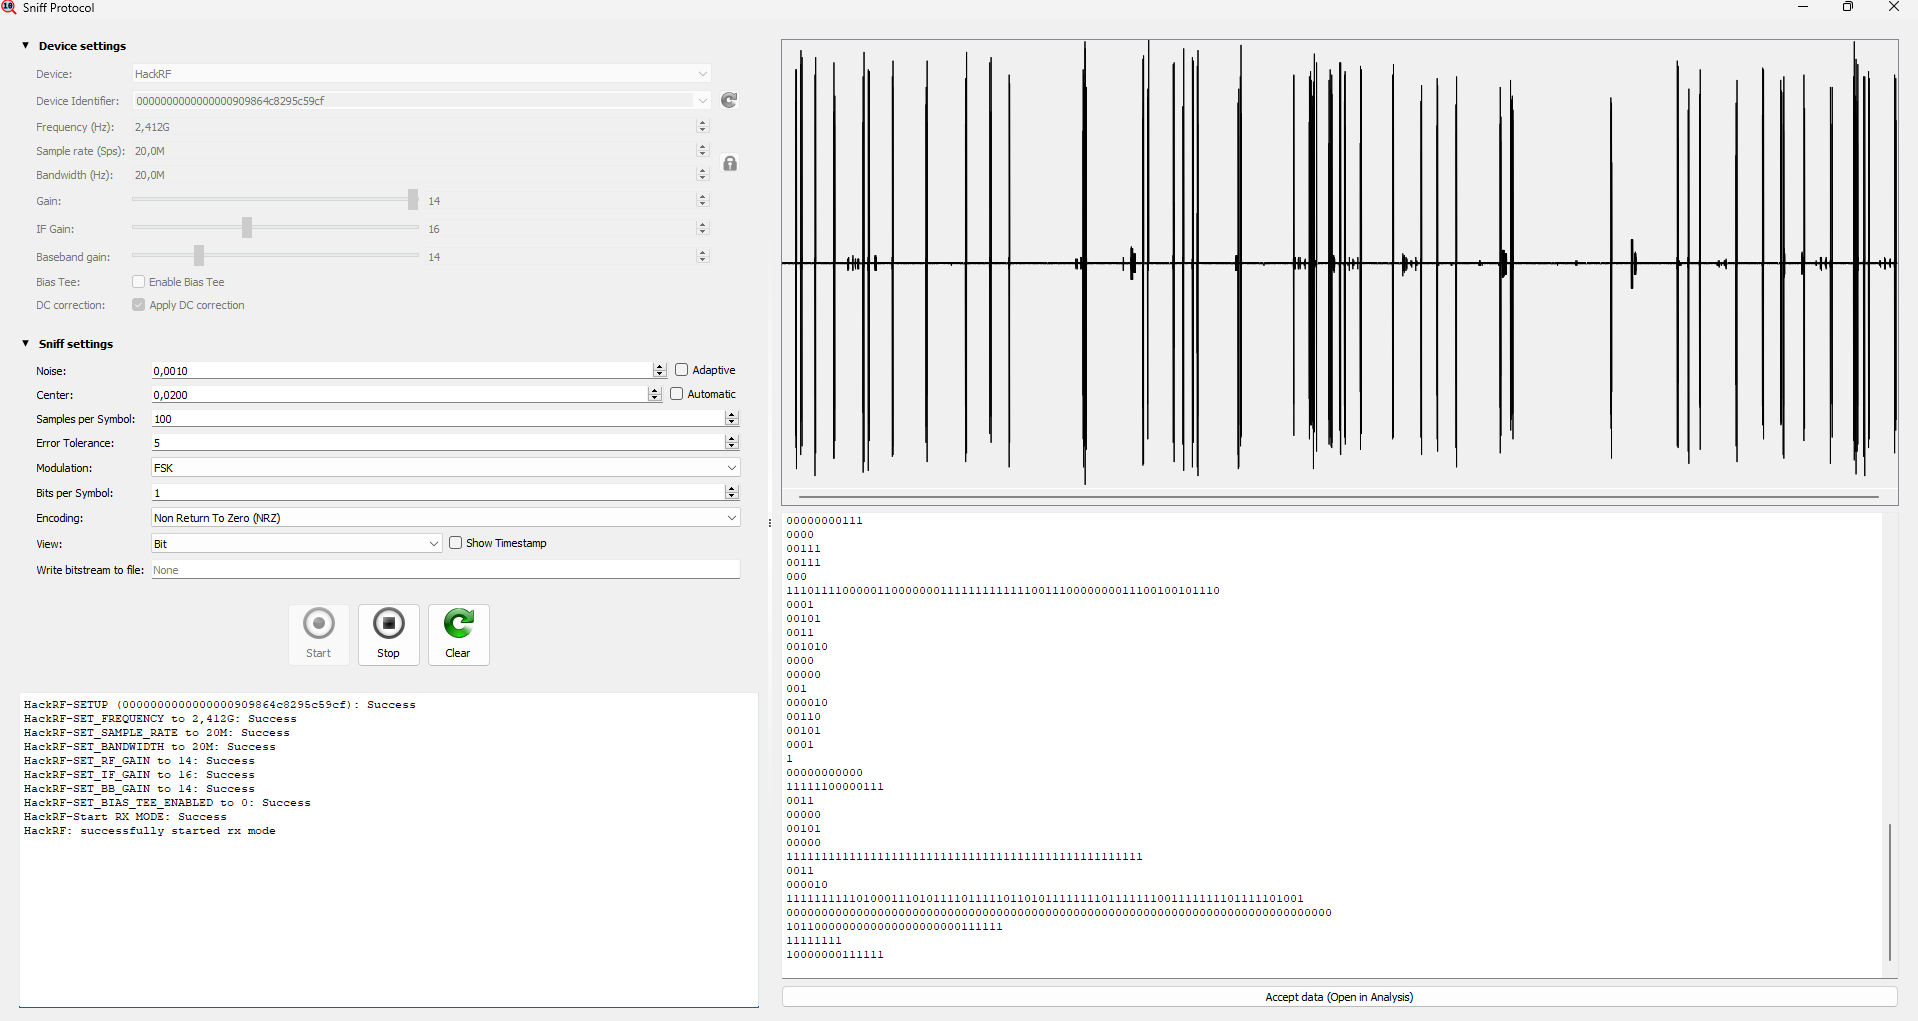 Sniff Protocol
Device settings
Device: HackRF
Device Identifier: 0000000000000000909864c8295c59cf
Frequency (Hz): 2,412G
Sample rate (Sps): 20,0M
Bandwidth (Hz): 20,0M
Gain: 14
IF Gain: 16
Baseband gain: 14
Bias Tee: Enable Bias Tee
DC correction: Apply DC correction
Sniff settings
Noise: 0,0010 Adaptive
Center: 0,0200 Automatic
Samples per Symbol: 100
Error Tolerance: 5
Modulation: FSK
Bits per Symbol: 1
Encoding: Non Return To Zero (NRZ)
View: Bit Show Timestamp
Write bitstream to file: None
Start Stop Clear
HackRF-SETUP (0000000000000000909864c8295c59cf): Success
HackRF-SET_FREQUENCY to 2,412G: Success
HackRF-SET_SAMPLE_RATE to 20M: Success
HackRF-SET_BANDWIDTH to 20M: Success
HackRF-SET_RF_GAIN to 14: Success
HackRF-SET_IF_GAIN to 16: Success
HackRF-SET_BB_GAIN to 14: Success
HackRF-SET_BIAS_TEE_ENABLED to 0: Success
HackRF-Start RX MODE: Success
HackRF: successfully started rx mode
00000000111
0000
00111
00111
000
0001
00101
0011
001010
0000
00000
001
000010
00110
00101
0001
1
00000000000
11111100000111
0011
00000
00101
00000
0011
000010
11111111
10000000111111
Accept data (Open in Analysis)